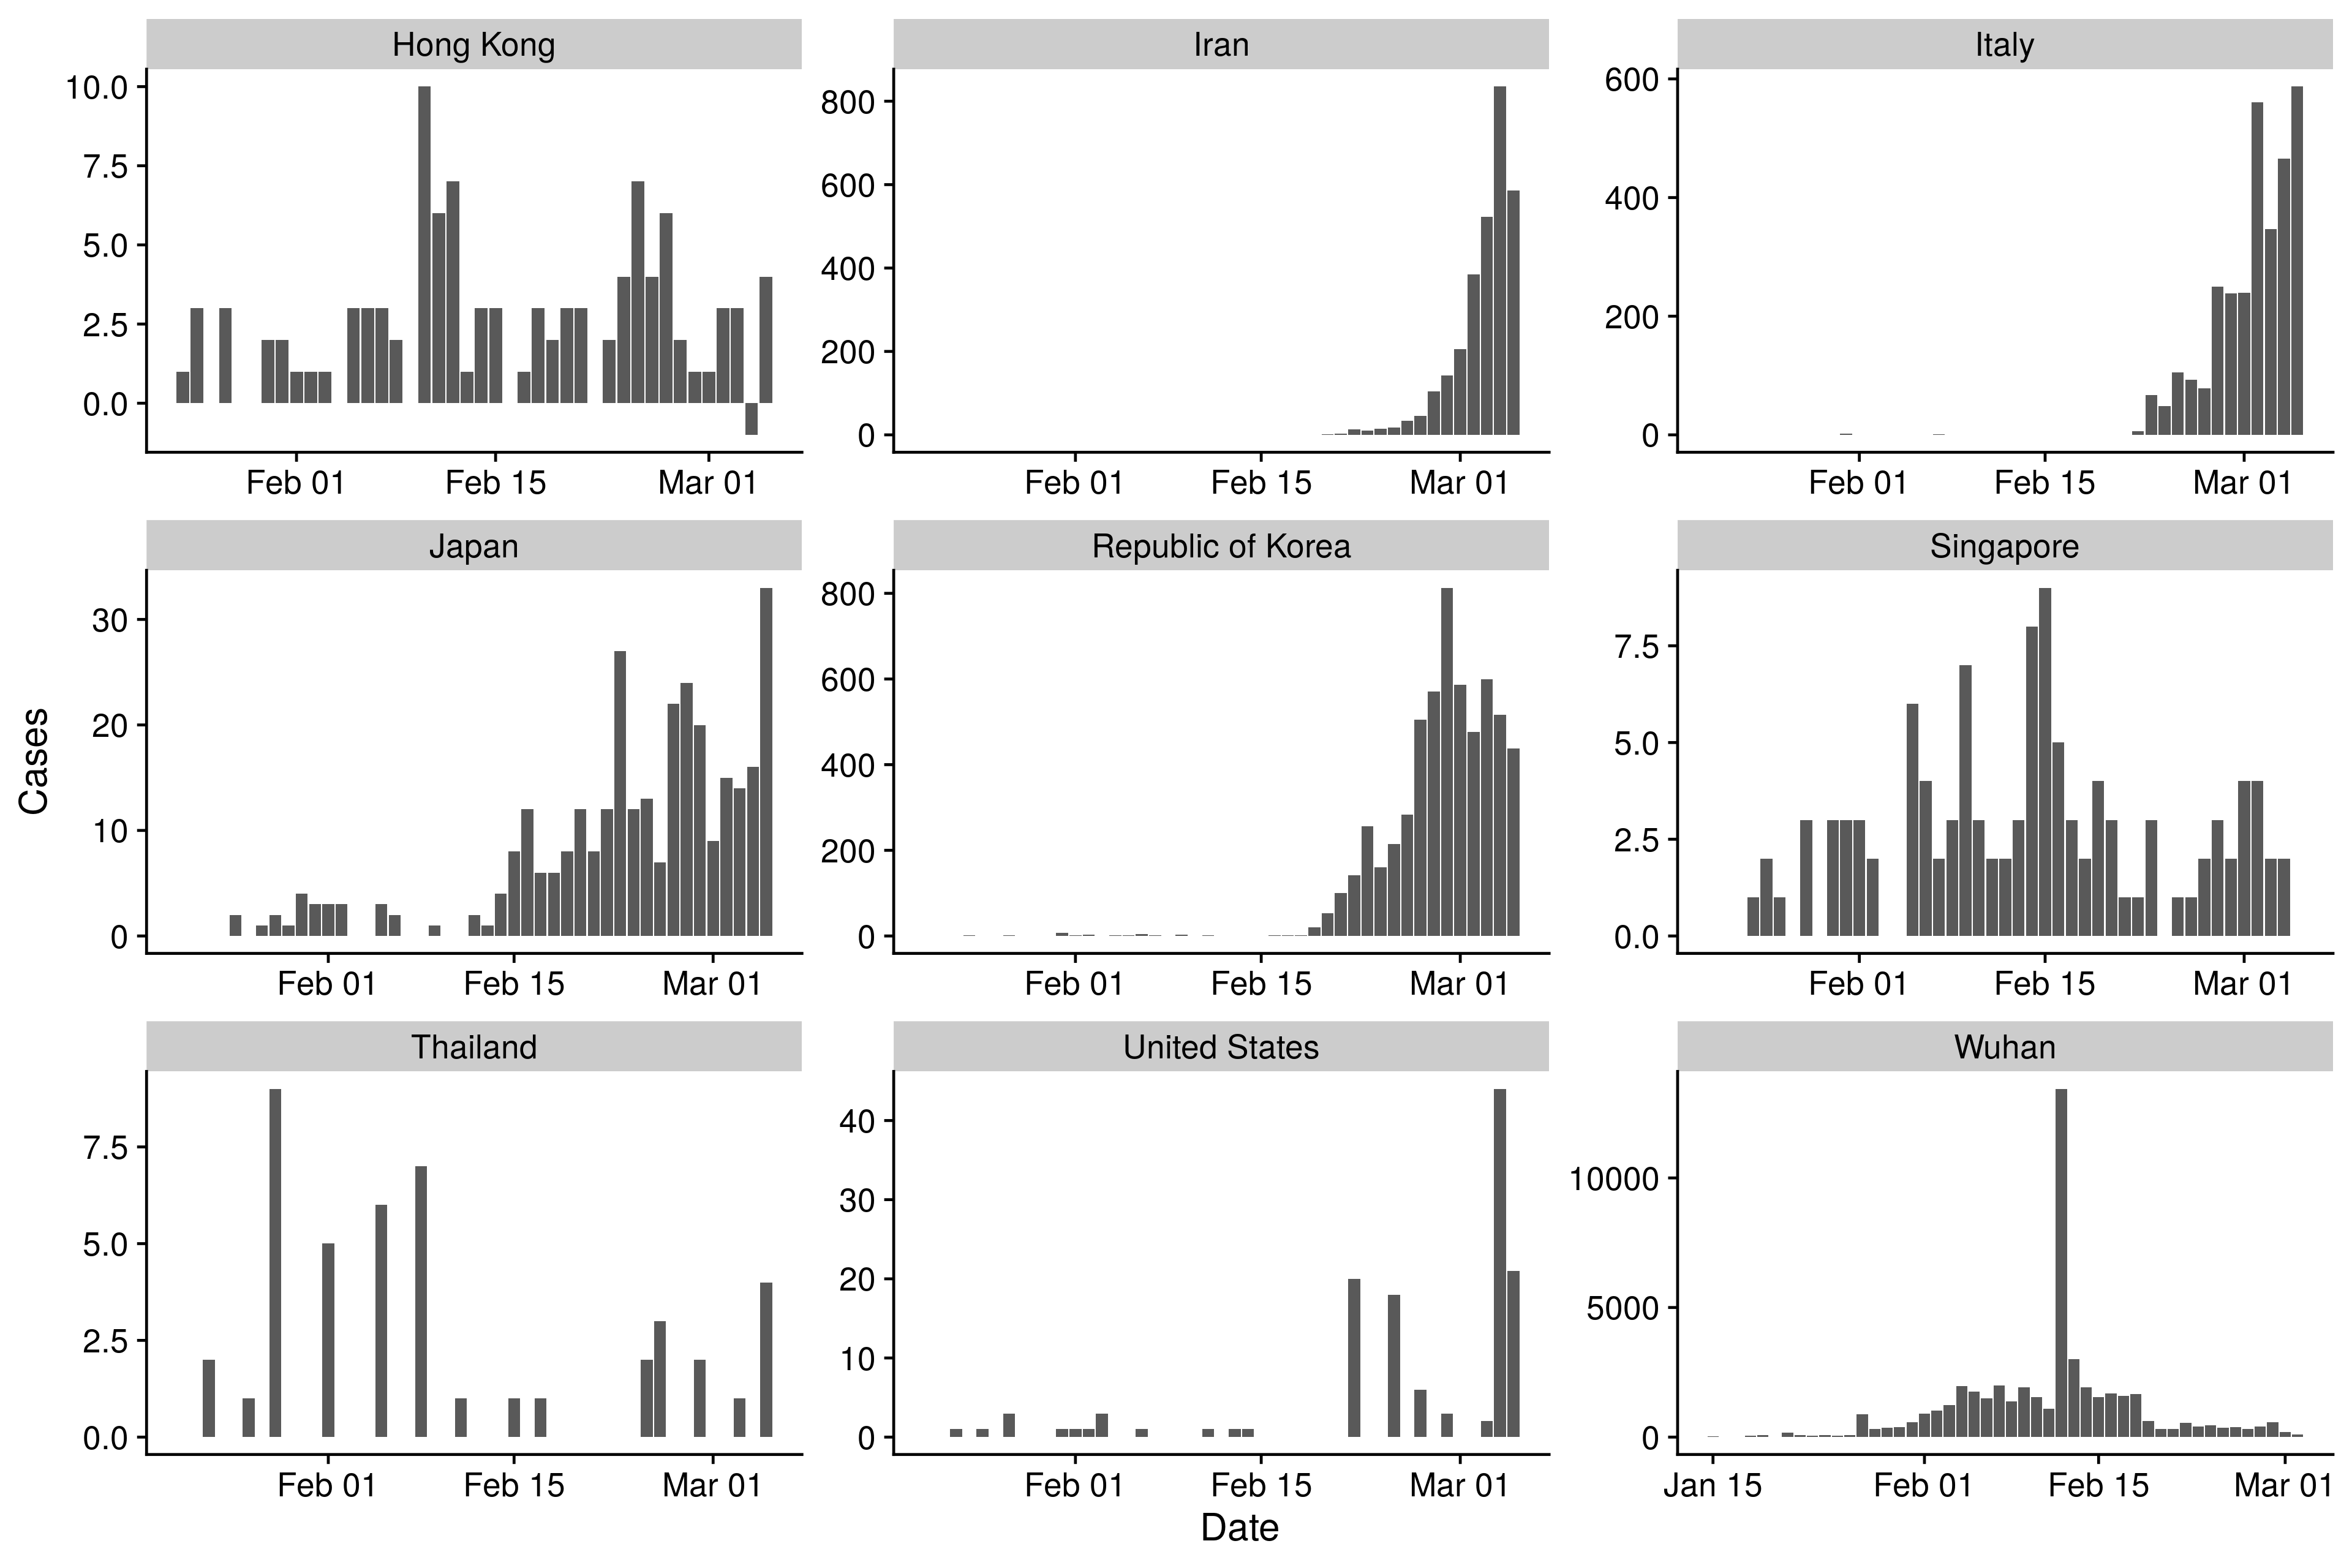 Hong Kong
Iran
Italy
10.0
7.5
5.0
2.5
0.0
Feb 01 Feb 15 Mar 01
800
600
400
200
0
Feb 01 Feb 15 Mar 01
600
400
200
0
Feb 01 Feb 15 Mar 01
Cases
Japan
Republic of Korea
Singapore
30
20
10
0
Feb 01 Feb 15 Mar 01
800
600
400
200
0
Feb 01 Feb 15 Mar 01
7.5
5.0
2.5
0.0
Feb 01 Feb 15 Mar 01
Thailand
United States
Wuhan
7.5
5.0
2.5
0.0
Feb 01 Feb 15 Mar 01
40
30
20
10
0
Feb 01 Feb 15 Mar 01
10000
5000
0
Jan 15 Feb 01 Feb 15 Mar 01
Date